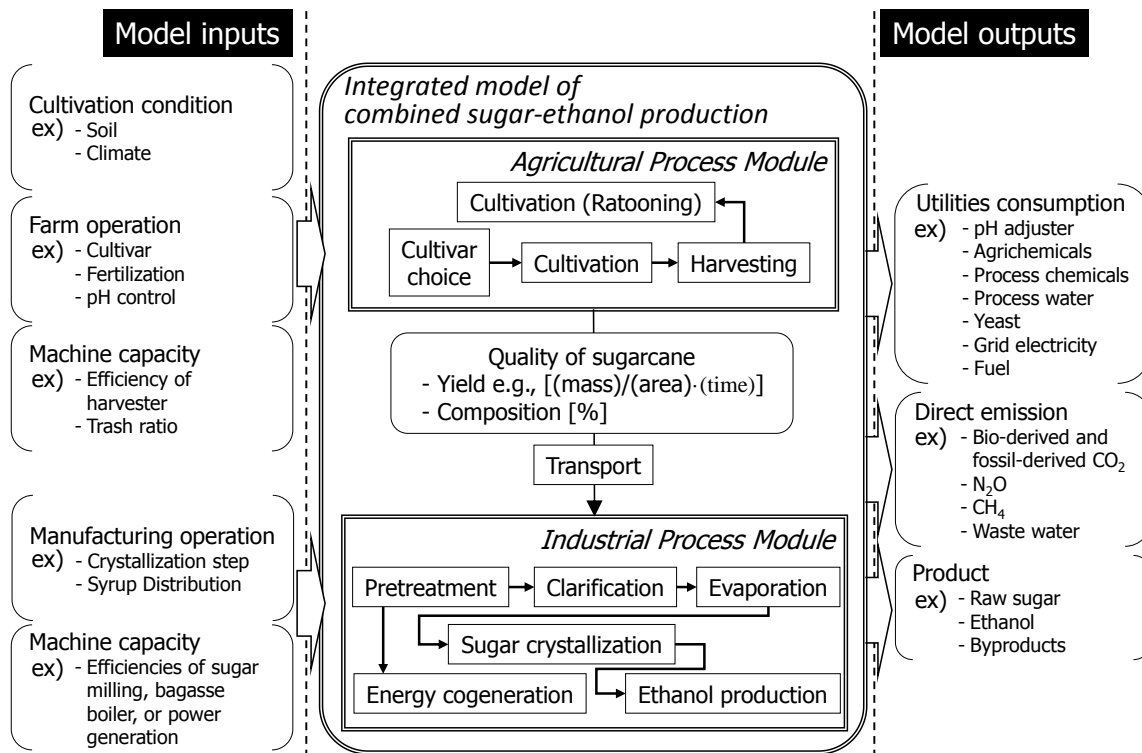 Model inputs
Cultivation condition
ex) - Soil
- Climate
Farm operation
ex) - Cultivar
- Fertilization
- pH control
Machine capacity
ex) - Efficiency of
harvester
- Trash ratio
Manufacturing operation
ex) - Crystallization step
- Syrup Distribution
Machine capacity
ex) - Efficiencies of sugar
milling, bagasse
boiler, or power
generation
Integrated model of
combined sugar-ethanol production
Agricultural Process Module
Cultivation (Ratooning)
Cultivar
choice
Cultivation
Harvesting
Quality of sugarcane
- Yield e.g., [(mass)/(area)·(time)]
- Composition [%]
Transport
Industrial Process Module
Pretreatment
Clarification
Evaporation
Sugar crystallization
Energy cogeneration
Ethanol production
Model outputs
Utilities consumption
ex) - pH adjuster
- Agrichemicals
- Process chemicals
- Process water
- Yeast
- Grid electricity
- Fuel
Direct emission
ex) - Bio-derived and
fossil-derived CO₂
- N₂O
- CH₄
- Waste water
Product
ex) - Raw sugar
- Ethanol
- Byproducts